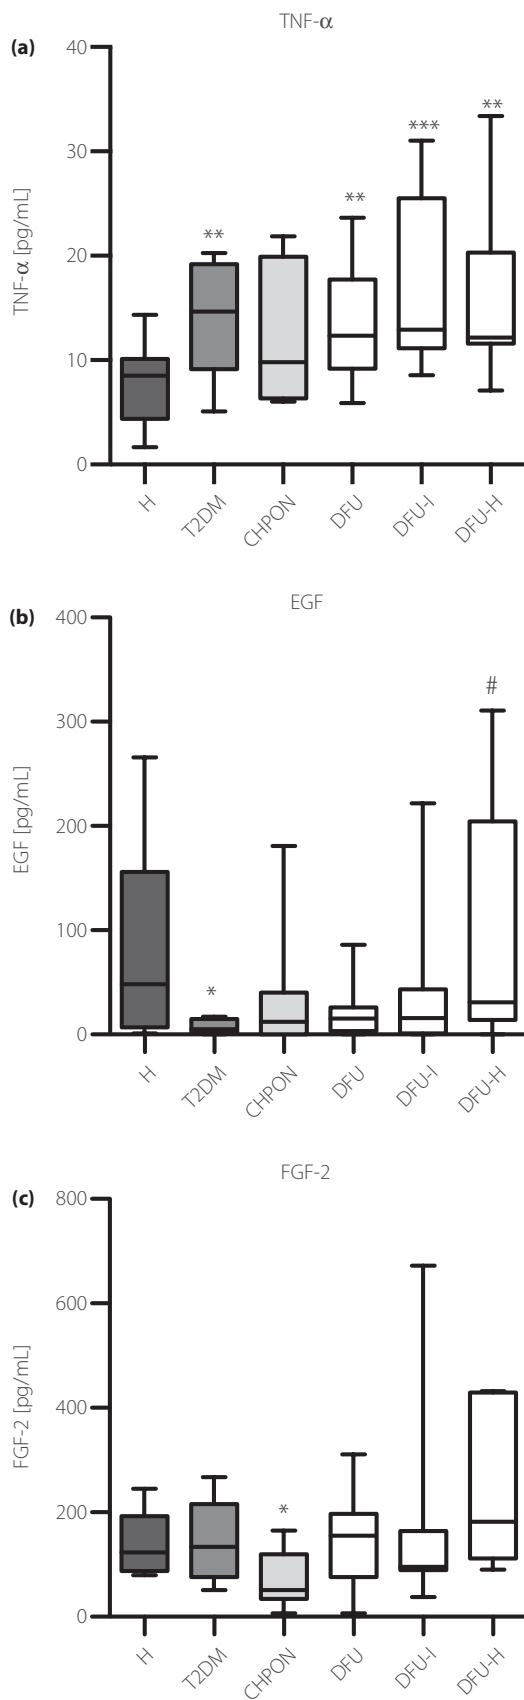 TNF-α
(a)
TNF-α [pg/mL]
40
30
20
10
0
**
**
***
**
H
T2DM
CHPON
DFU
DFU-I
DFU-H
EGF
(b)
EGF [pg/mL]
400
300
200
100
0
*
#
H
T2DM
CHPON
DFU
DFU-I
DFU-H
FGF-2
(c)
FGF-2 [pg/mL]
800
600
400
200
0
*
H
T2DM
CHPON
DFU
DFU-I
DFU-H